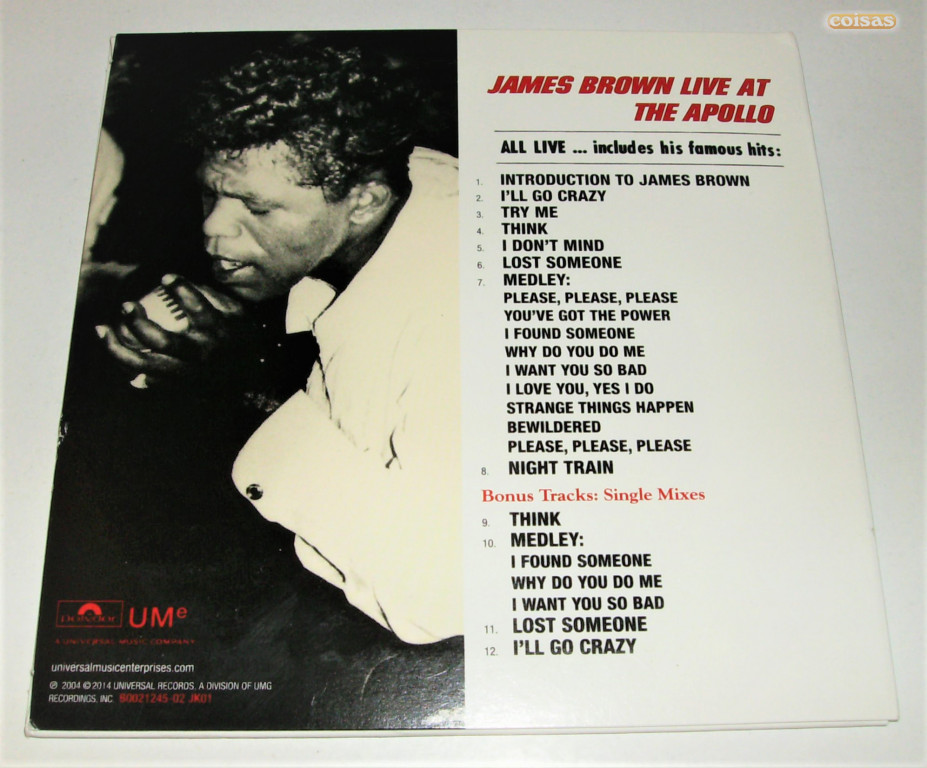 coisas
JAMES BROWN LIVE AT
THE APOLLO
ALL LIVE ... includes his famous hits:
1. INTRODUCTION TO JAMES BROWN
2. I'LL GO CRAZY
3. TRY ME
4. THINK
5. I DON'T MIND
6. LOST SOMEONE
7. MEDLEY:
PLEASE, PLEASE, PLEASE
YOU'VE GOT THE POWER
I FOUND SOMEONE
WHY DO YOU DO ME
I WANT YOU SO BAD
I LOVE YOU, YES I DO
STRANGE THINGS HAPPEN
BEWILDERED
PLEASE, PLEASE, PLEASE
8. NIGHT TRAIN
Bonus Tracks: Single Mixes
9. THINK
10. MEDLEY:
I FOUND SOMEONE
WHY DO YOU DO ME
I WANT YOU SO BAD
11. LOST SOMEONE
12. I'LL GO CRAZY
polydor UMe
A UNIVERSAL MUSIC COMPANY
universalmusicenterprises.com
℗ 2004 © 2014 UNIVERSAL RECORDS, A DIVISION OF UMG
RECORDINGS, INC. B0021245-02 JK01